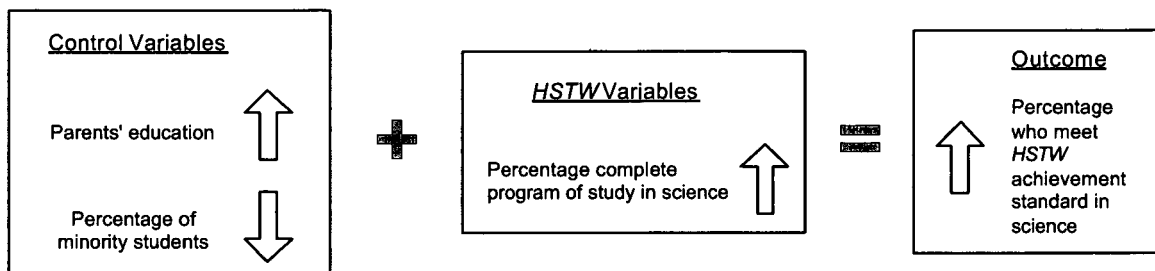 Control Variables
Parents' education
Percentage of
minority students
+
HSTW Variables
Percentage complete
program of study in science
=
Outcome
Percentage
who meet
HSTW
achievement
standard in
science